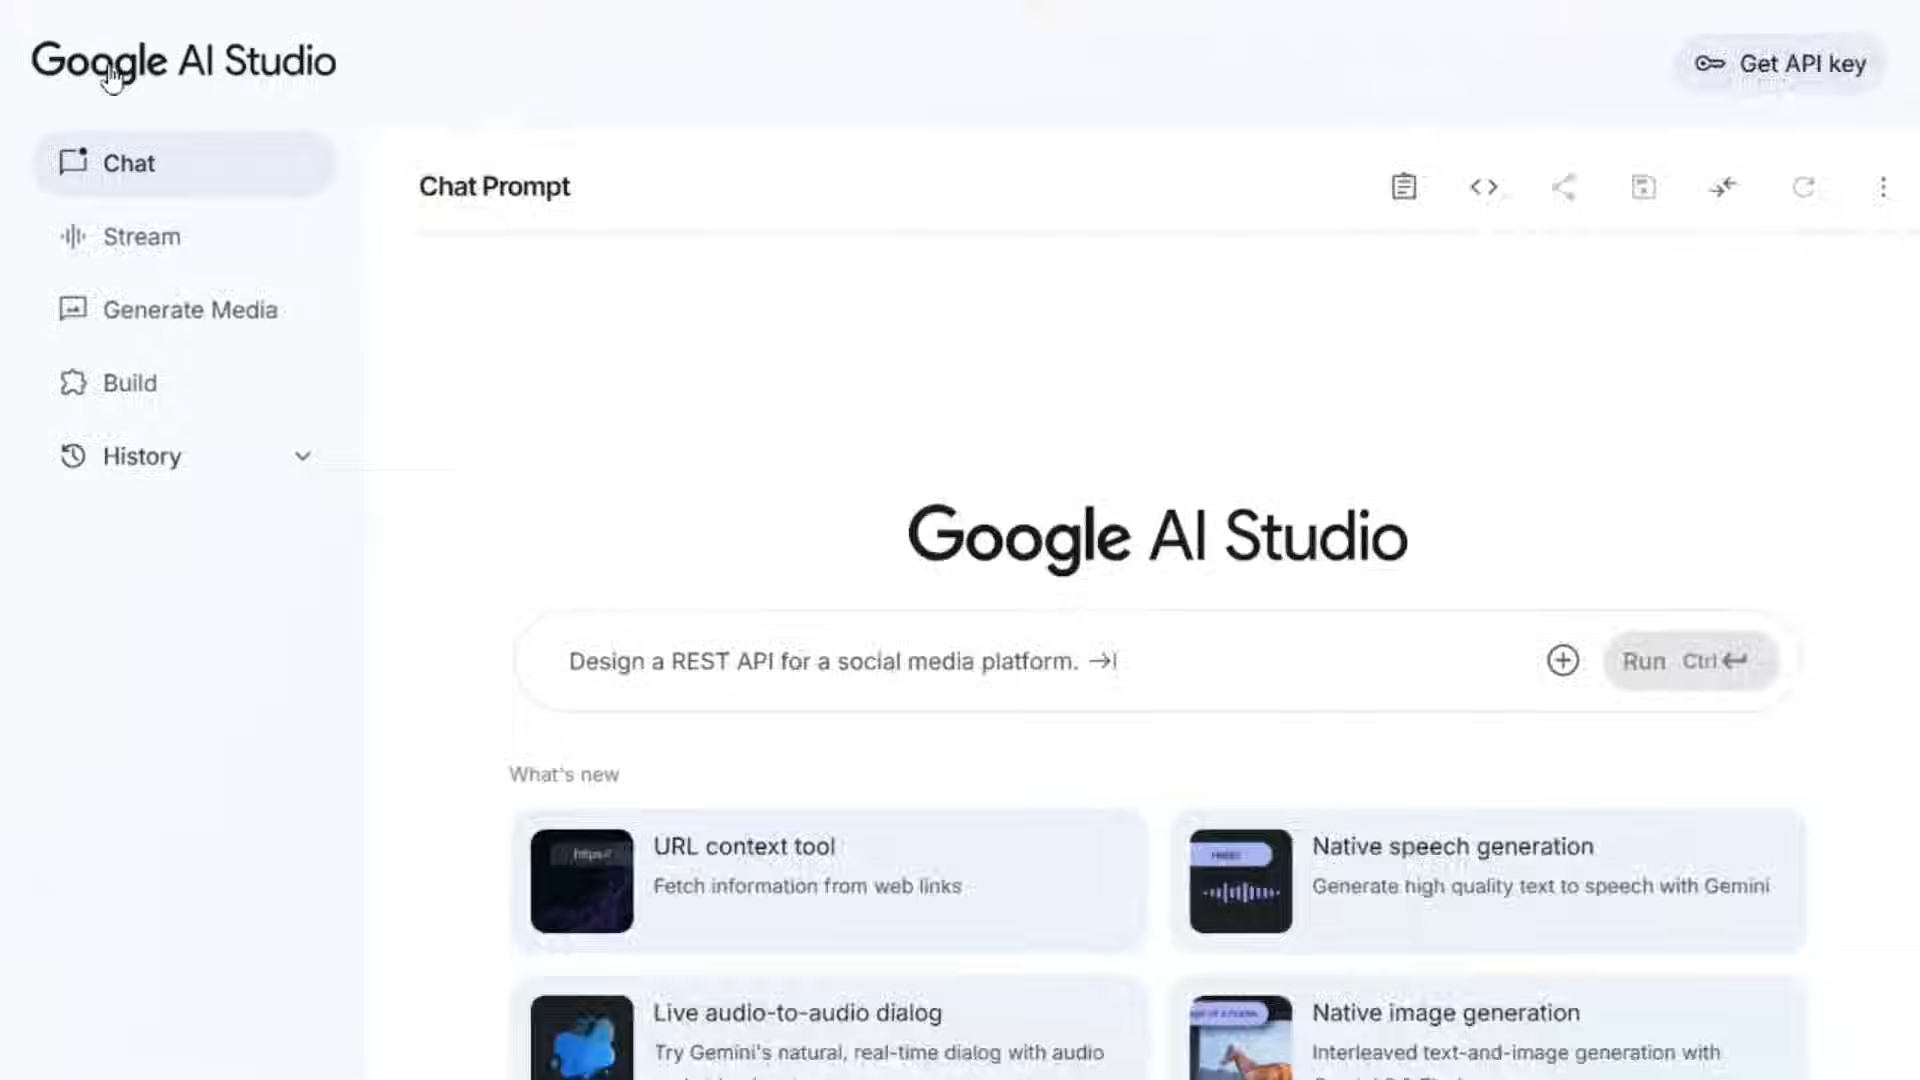 Google AI Studio
Get API key
Chat
Stream
Generate Media
Build
History
Chat Prompt
Google AI Studio
Design a REST API for a social media platform.
Run Ctrl
What's new
https://
URL context tool
Fetch information from web links
Native speech generation
Generate high quality text to speech with Gemini
Live audio-to-audio dialog
Try Gemini's natural, real-time dialog with audio
Native image generation
Interleaved text-and-image generation with